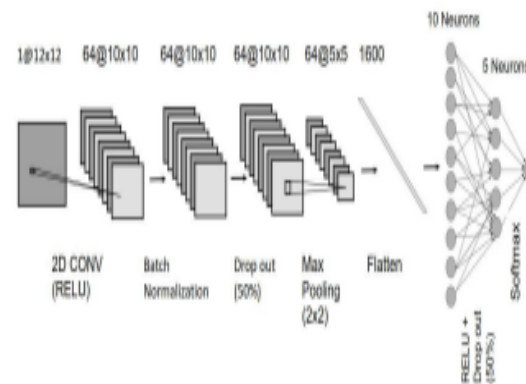 10 Neurons
1@12x12 64@10x10 64@10x10 64@10x10 64@5x5 1600
5 Neurons
2D CONV
(RELU)
Batch
Normalization
Drop out
(50%)
Max
Pooling
(2x2)
Flatten
RELU +
Drop out
(50%)
Softmax